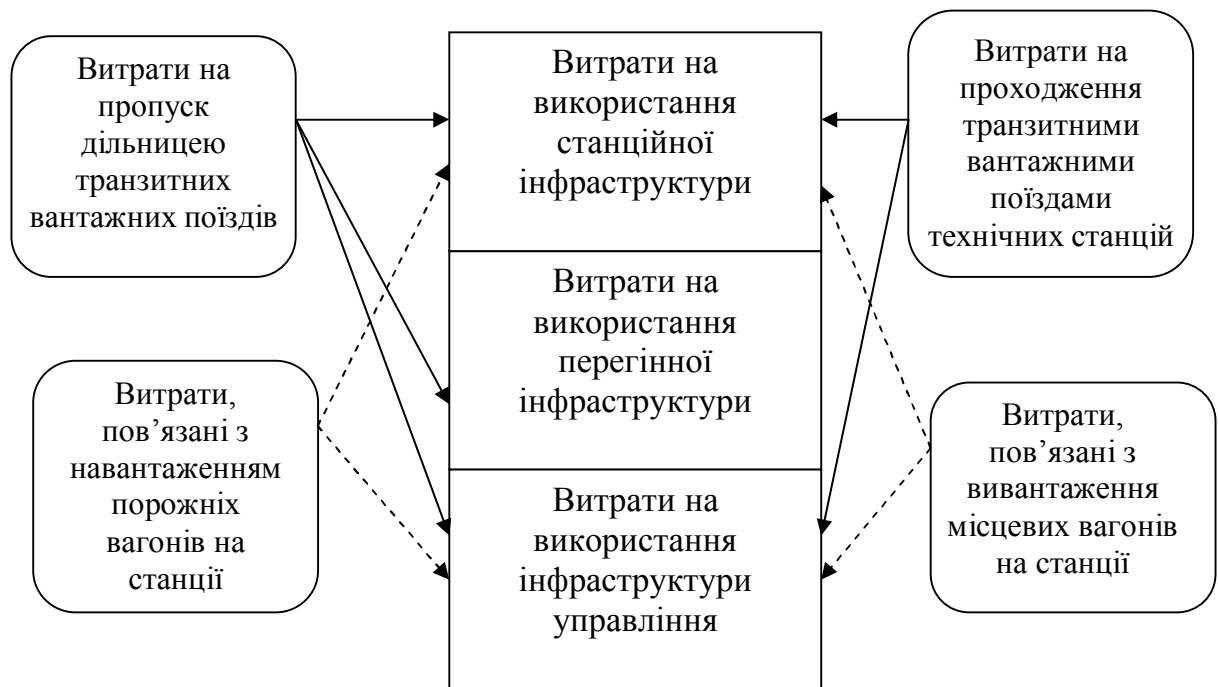 Витрати на
пропуск
дільницею
транзитних
вантажних поїздів
Витрати на
використання
станційної
інфраструктури
Витрати на
проходження
транзитними
вантажними
поїздами
технічних станцій
Витрати на
використання
перегінної
інфраструктури
Витрати,
пов’язані з
навантаженням
порожніх
вагонів на
станції
Витрати на
використання
інфраструктури
управління
Витрати,
пов’язані з
вивантаження
місцевих вагонів
на станції